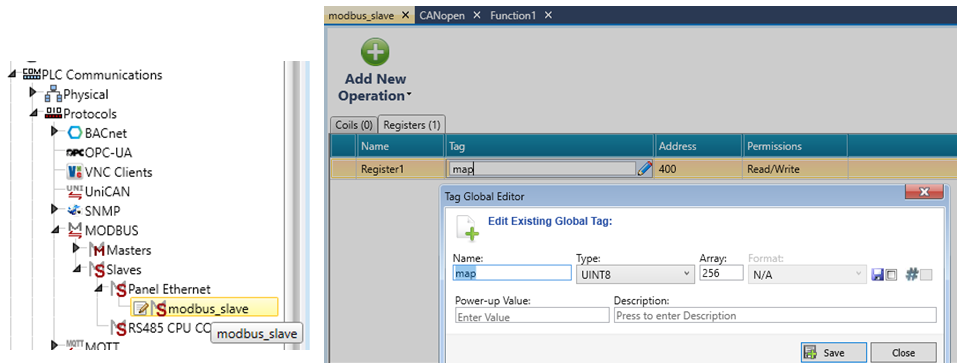 PLC Communications
Physical
Protocols
BACnet
OPC-UA
VNC Clients
UniCAN
SNMP
MODBUS
Masters
Slaves
Panel Ethernet
modbus_slave
RS485 CPU CO
modbus_slave
MQTT
modbus_slave CANopen Function1
Add New
Operation
Coils (0) Registers (1)
Name Tag Address Permissions
Register1 map 400 Read/Write
Tag Global Editor
Edit Existing Global Tag:
Name: Type: Array: Format:
map UINT8 256 N/A
Power-up Value: Description:
Enter Value Press to enter Description
Save Close